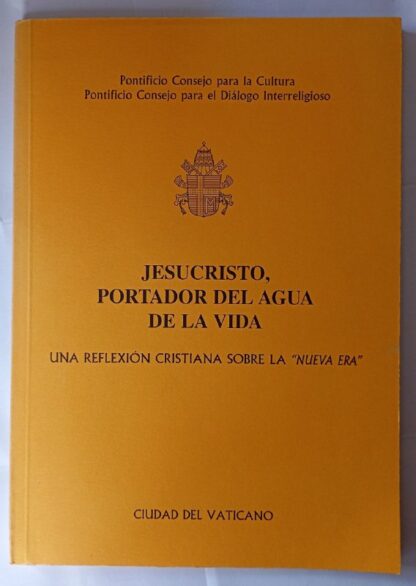 Pontificio Consejo para la Cultura
Pontificio Consejo para el Diálogo Interreligioso
JESUCRISTO,
PORTADOR DEL AGUA
DE LA VIDA
UNA REFLEXIÓN CRISTIANA SOBRE LA "NUEVA ERA"
CIUDAD DEL VATICANO